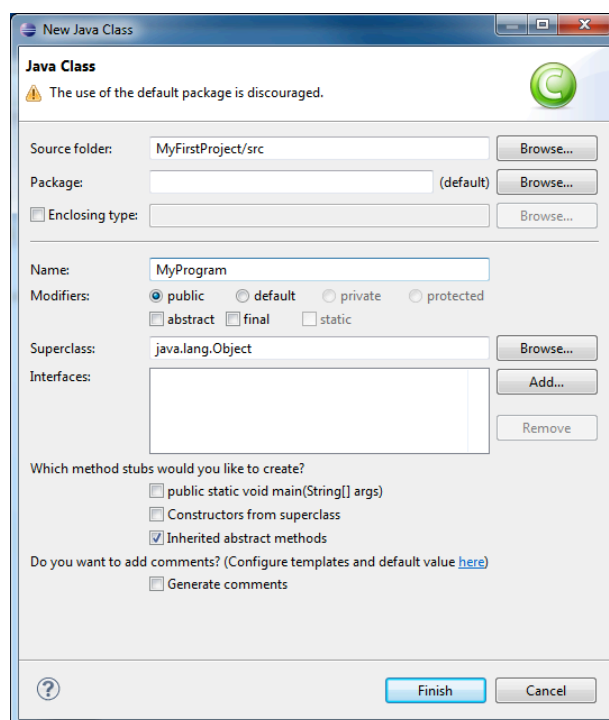 New Java Class
Java Class
The use of the default package is discouraged.
Source folder: MyFirstProject/src Browse...
Package: (default) Browse...
Enclosing type: Browse...
Name: MyProgram
Modifiers: public default private protected
abstract final static
Superclass: java.lang.Object Browse...
Interfaces: Add...
Remove
Which method stubs would you like to create?
public static void main(String[] args)
Constructors from superclass
Inherited abstract methods
Do you want to add comments? (Configure templates and default value here)
Generate comments
Finish Cancel